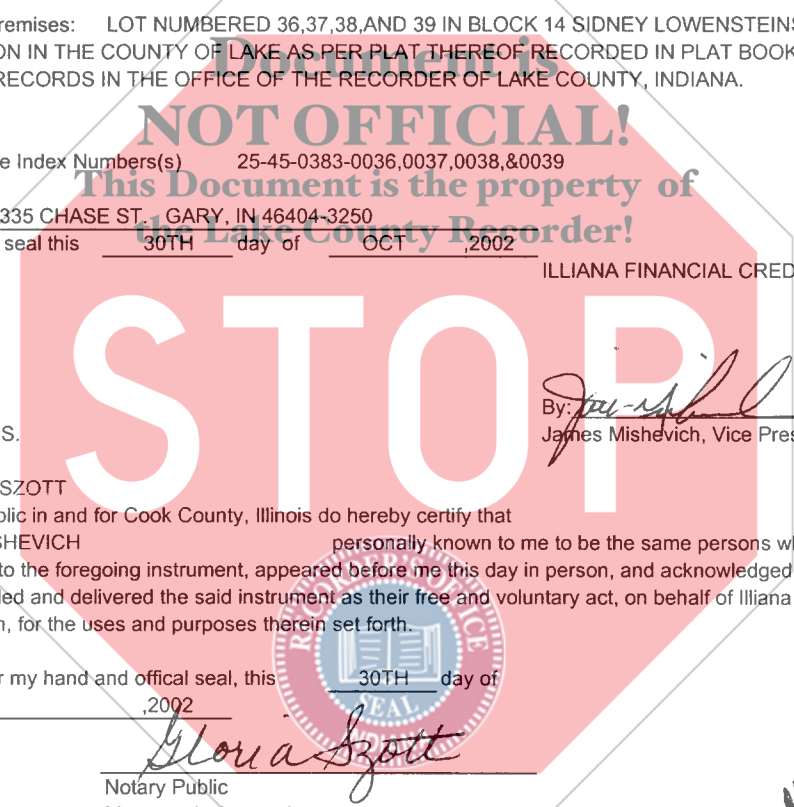 remises: LOT NUMBERED 36,37,38,AND 39 IN BLOCK 14 SIDNEY LOWENSTEINS
ON IN THE COUNTY OF LAKE AS PER PLAT THEREOF RECORDED IN PLAT BOOK
RECORDS IN THE OFFICE OF THE RECORDER OF LAKE COUNTY, INDIANA.
Document is
NOT OFFICIAL!
This Document is the property of
the Lake County Recorder!
e Index Numbers(s) 25-45-0383-0036,0037,0038,&0039
335 CHASE ST. GARY, IN 46404-3250
seal this 30TH day of OCT ,2002
ILLIANA FINANCIAL CRED
STOP
By:
James Mishevich, Vice Pres
S.
SZOTT
blic in and for Cook County, Illinois do hereby certify that
SHEVICH personally known to me to be the same persons w
to the foregoing instrument, appeared before me this day in person, and acknowledged
led and delivered the said instrument as their free and voluntary act, on behalf of Illiana
n, for the uses and purposes therein set forth.
RECORDER'S OFFICE
SEAL
INDIANA
r my hand and offical seal, this 30TH day of
,2002
Gloria Szott
Notary Public